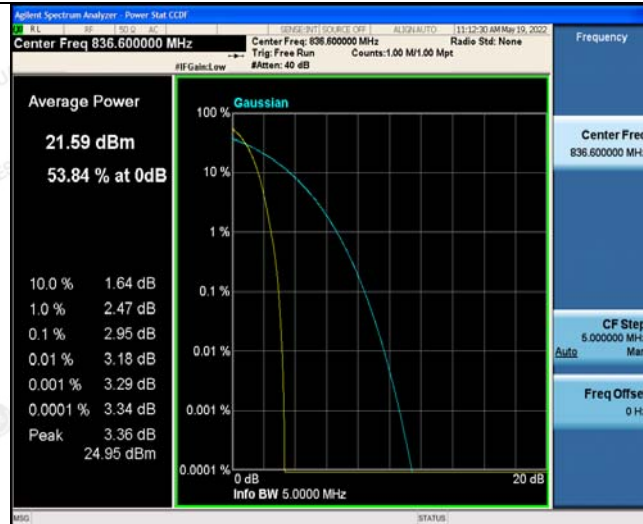 Agilent Spectrum Analyzer - Power Stat CCDF
RL RF 50 Ω AC SENSE:INT SOURCE OFF ALIGN AUTO 11:12:30 AM May 19, 2022
Center Freq 836.600000 MHz
Center Freq: 836.600000 MHz Radio Std: None
Trig: Free Run Counts:1.00 M/1.00 Mpt
#IFGain:Low #Atten: 40 dB
Frequency
Average Power
21.59 dBm
53.84 % at 0dB
10.0 % 1.64 dB
1.0 % 2.47 dB
0.1 % 2.95 dB
0.01 % 3.18 dB
0.001 % 3.29 dB
0.0001 % 3.34 dB
Peak 3.36 dB
24.95 dBm
Gaussian
100 %
10 %
1 %
0.1 %
0.01 %
0.001 %
0.0001 %
0 dB 20 dB
Info BW 5.0000 MHz
Center Freq
836.600000 MHz
CF Step
5.000000 MHz
Auto Man
Freq Offset
0 Hz
MSG STATUS